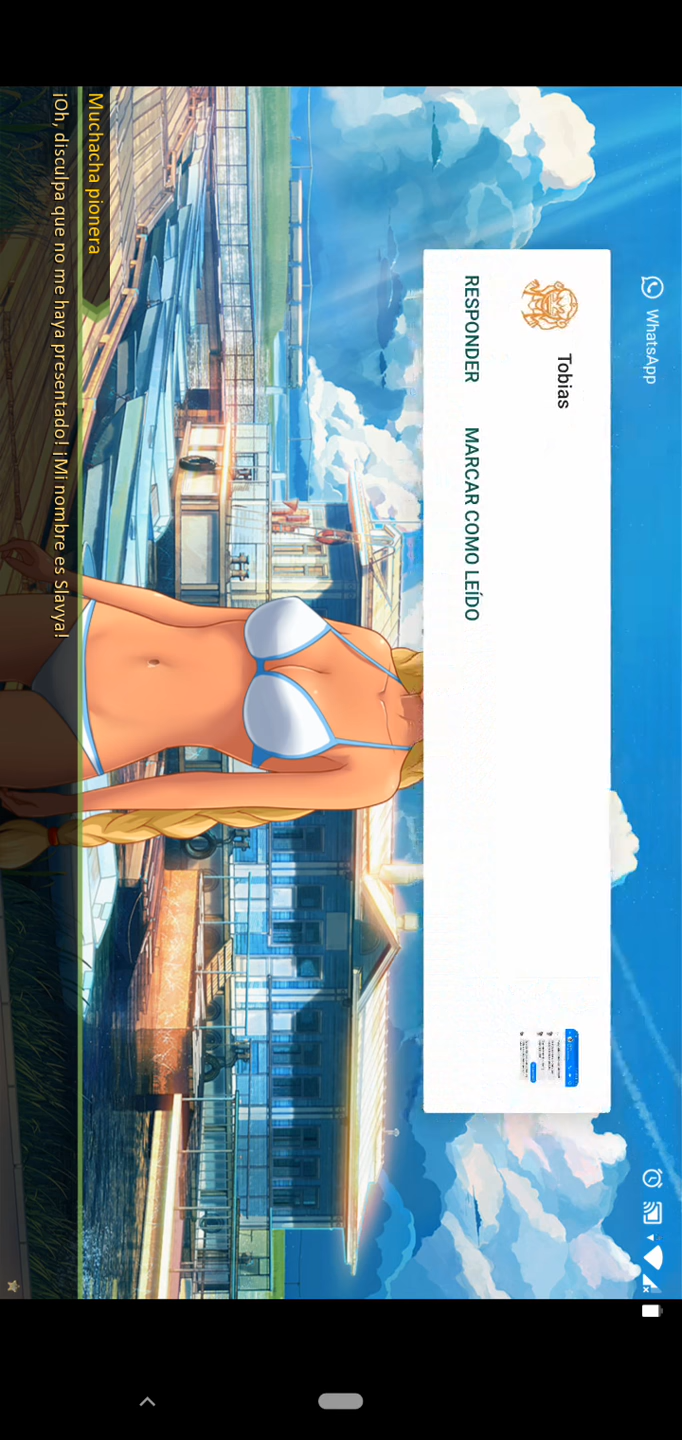 WhatsApp
Tobias
RESPONDER MARCAR COMO LEÍDO
Muchacha pionera
¡Oh, disculpa que no me haya presentado! ¡Mi nombre es Slavya!